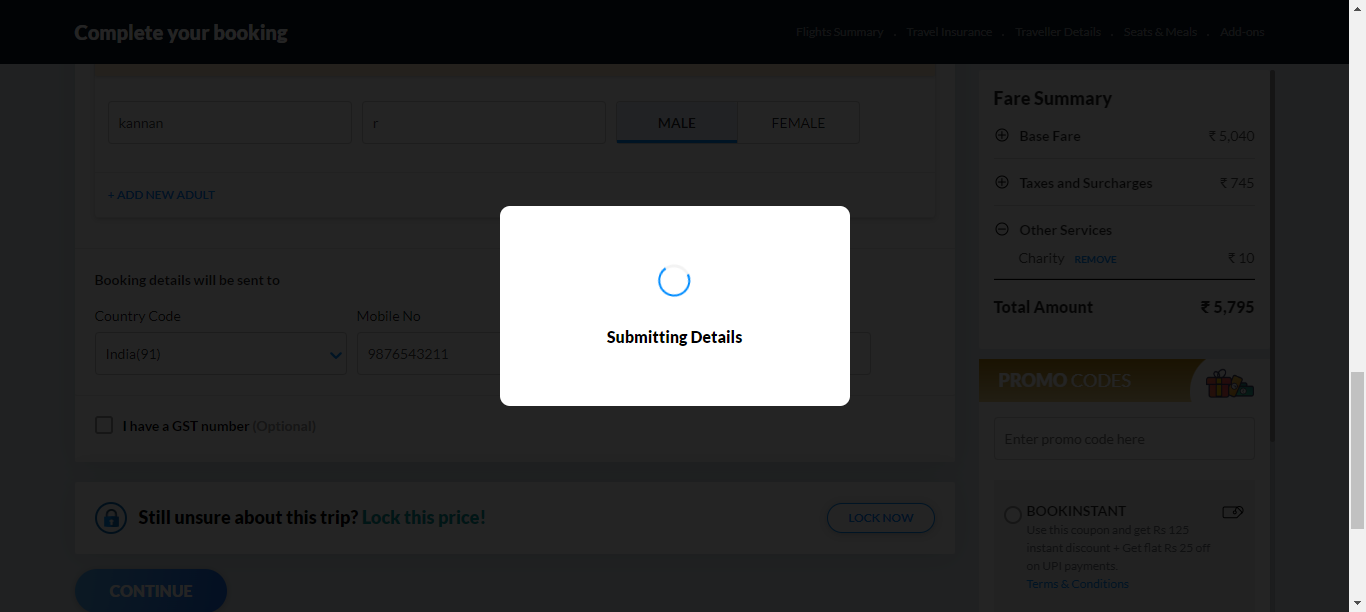 Complete your booking
Flights Summary . Travel Insurance . Traveller Details . Seats & Meals . Add-ons
kannan r MALE FEMALE
+ ADD NEW ADULT
Booking details will be sent to
Country Code Mobile No
India(91) 9876543211
I have a GST number (Optional)
Still unsure about this trip? Lock this price! LOCK NOW
CONTINUE
Submitting Details
Fare Summary
Base Fare ₹ 5,040
Taxes and Surcharges ₹ 745
Other Services
Charity REMOVE ₹ 10
Total Amount ₹ 5,795
PROMO CODES
Enter promo code here
BOOKINSTANT
Use this coupon and get Rs 125
instant discount + Get flat Rs 25 off
on UPI payments.
Terms & Conditions